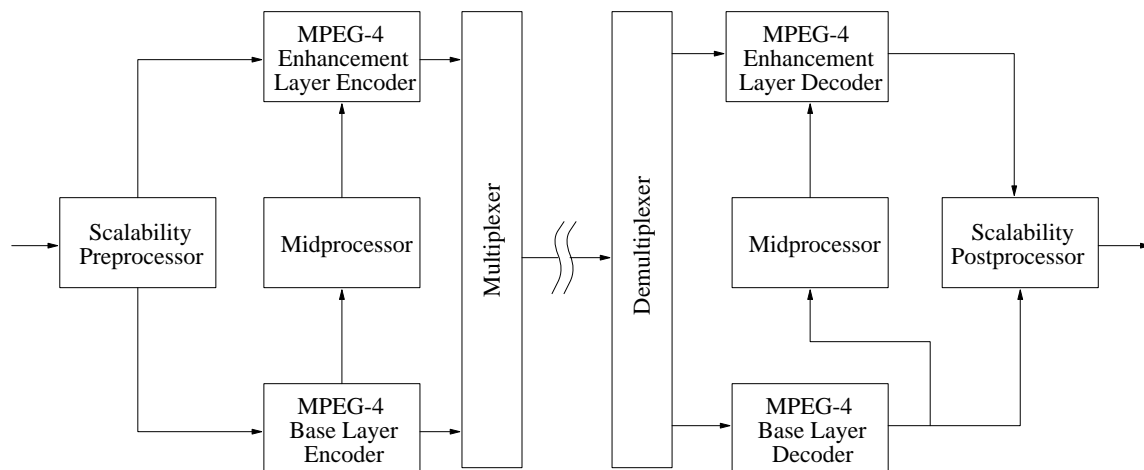 MPEG-4
Enhancement
Layer Encoder
MPEG-4
Enhancement
Layer Decoder
Scalability
Preprocessor
Midprocessor
Multiplexer
Demultiplexer
Midprocessor
Scalability
Postprocessor
MPEG-4
Base Layer
Encoder
MPEG-4
Base Layer
Decoder